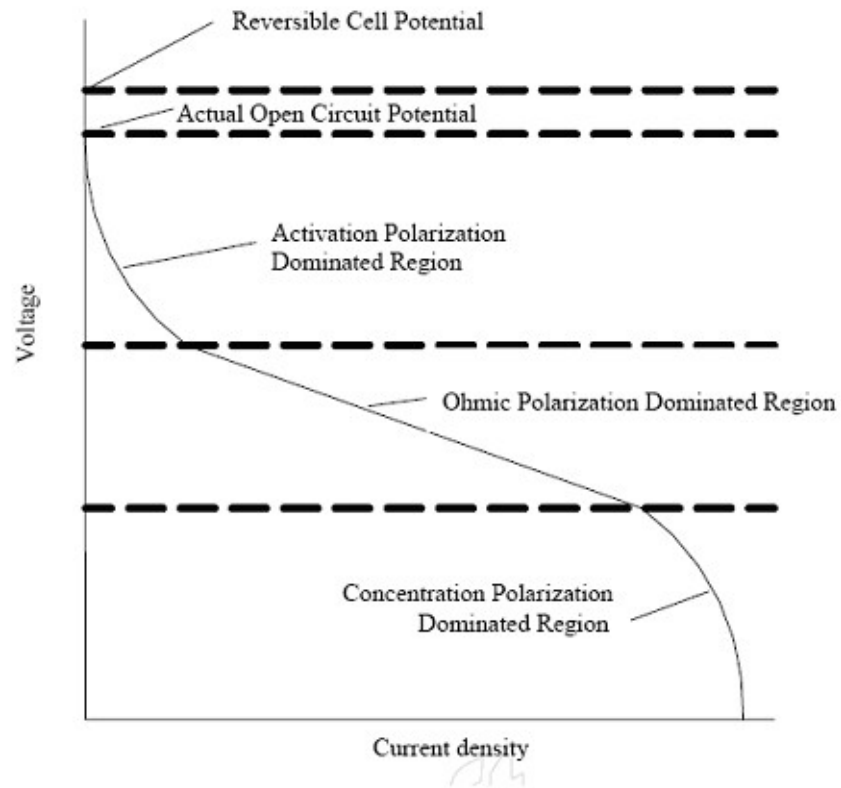 Reversible Cell Potential
Actual Open Circuit Potential
Activation Polarization
Dominated Region
Voltage
Ohmic Polarization Dominated Region
Concentration Polarization
Dominated Region
Current density